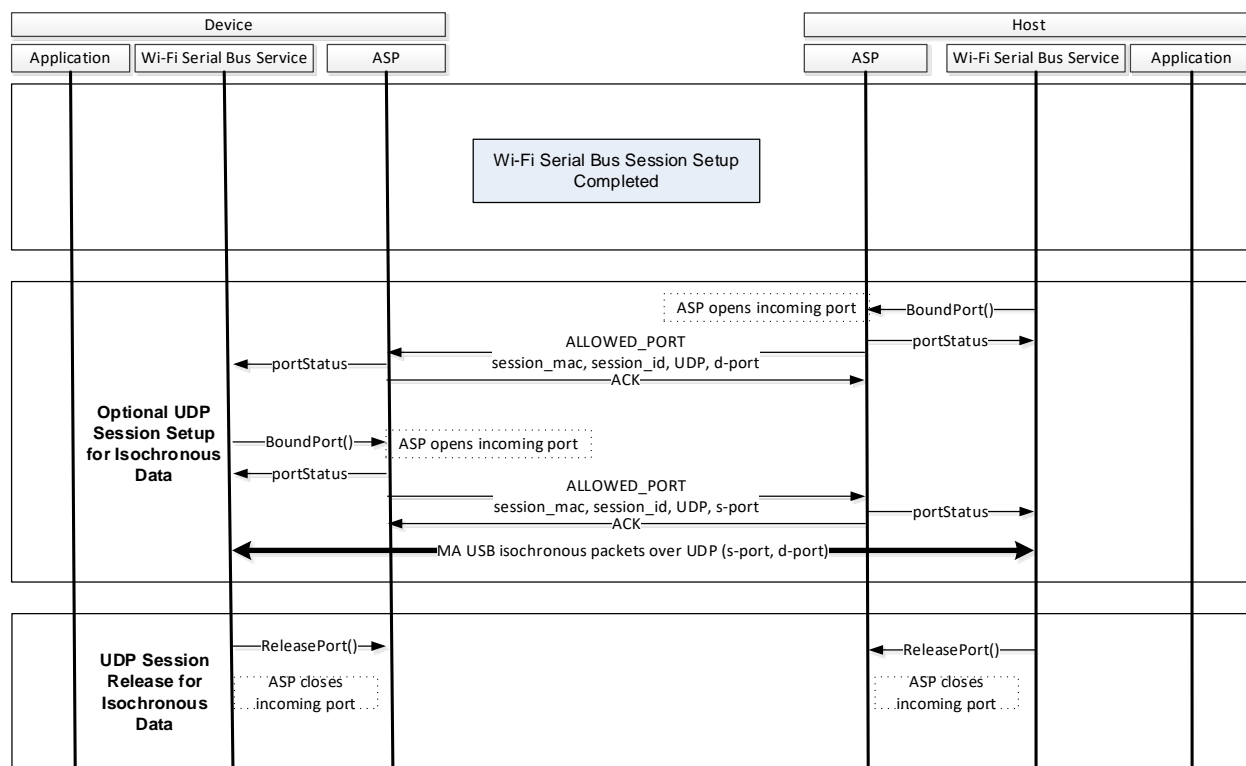 Device
Host
Application
Wi-Fi Serial Bus Service
ASP
ASP
Wi-Fi Serial Bus Service
Application
Wi-Fi Serial Bus Session Setup
Completed
ASP opens incoming port
BoundPort()
ALLOWED_PORT
session_mac, session_id, UDP, d-port
portStatus
portStatus
ACK
Optional UDP
Session Setup
for Isochronous
Data
BoundPort()
ASP opens incoming port
portStatus
ALLOWED_PORT
session_mac, session_id, UDP, s-port
portStatus
ACK
MA USB isochronous packets over UDP (s-port, d-port)
UDP Session
Release for
Isochronous
Data
ReleasePort()
ReleasePort()
ASP closes
incoming port
ASP closes
incoming port